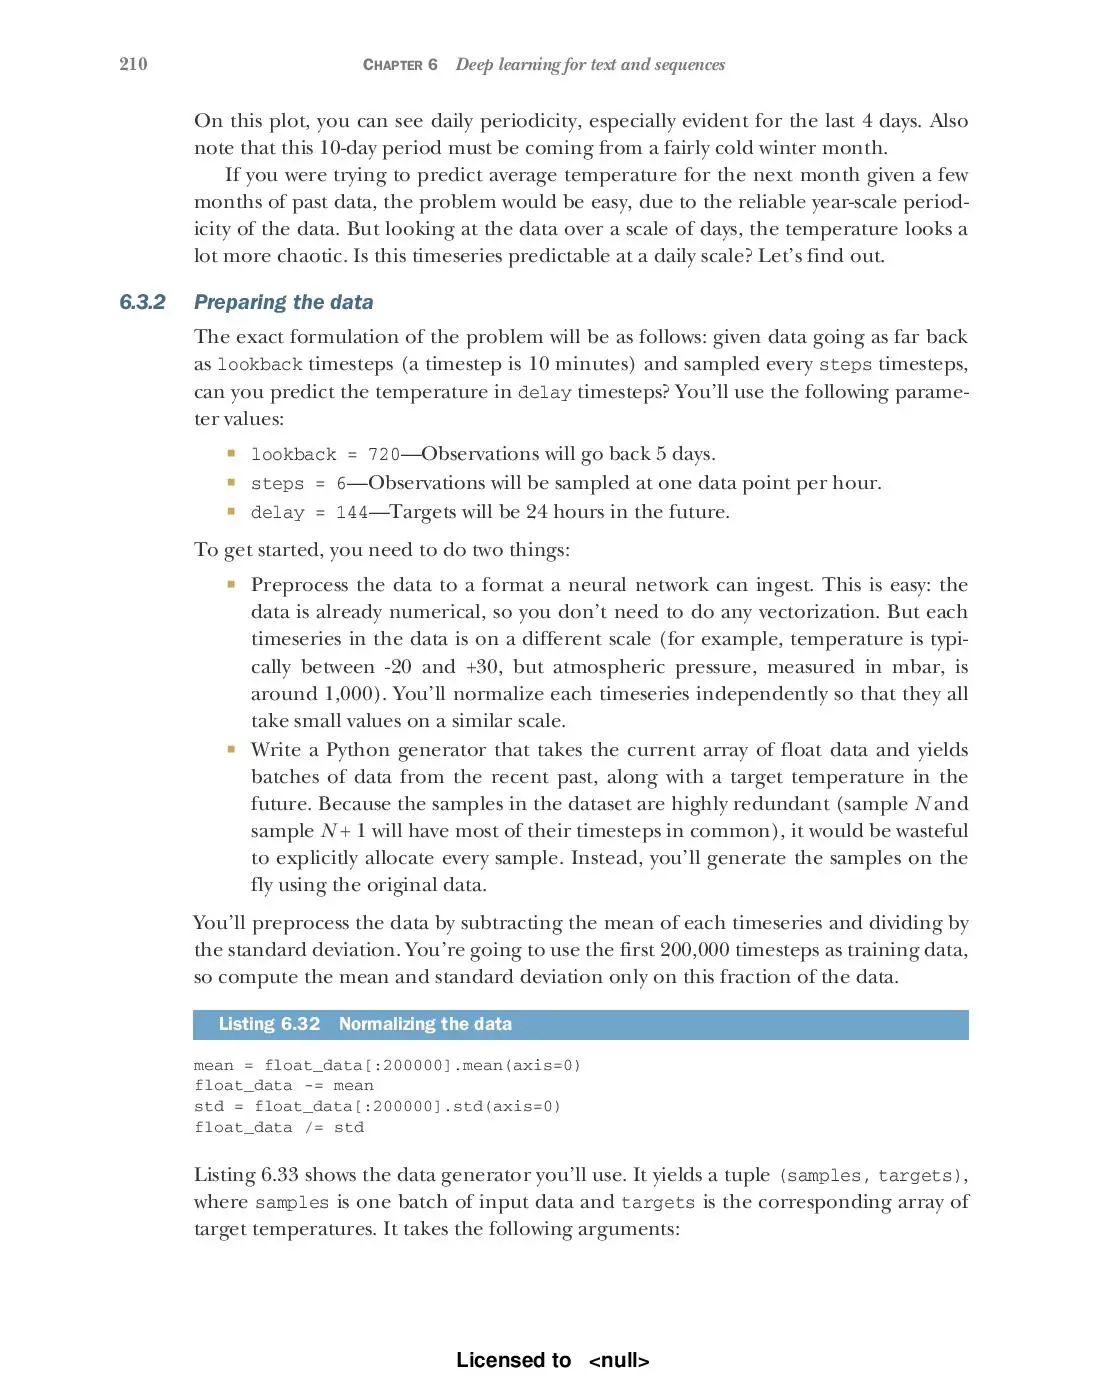 210 CHAPTER 6 Deep learning for text and sequences
On this plot, you can see daily periodicity, especially evident for the last 4 days. Also
note that this 10-day period must be coming from a fairly cold winter month.
If you were trying to predict average temperature for the next month given a few
months of past data, the problem would be easy, due to the reliable year-scale period-
icity of the data. But looking at the data over a scale of days, the temperature looks a
lot more chaotic. Is this timeseries predictable at a daily scale? Let's find out.
6.3.2 Preparing the data
The exact formulation of the problem will be as follows: given data going as far back
as lookback timesteps (a timestep is 10 minutes) and sampled every steps timesteps,
can you predict the temperature in delay timesteps? You'll use the following parame-
ter values:
■ lookback = 720—Observations will go back 5 days.
■ steps = 6—Observations will be sampled at one data point per hour.
■ delay = 144—Targets will be 24 hours in the future.
To get started, you need to do two things:
■ Preprocess the data to a format a neural network can ingest. This is easy: the
data is already numerical, so you don't need to do any vectorization. But each
timeseries in the data is on a different scale (for example, temperature is typi-
cally between -20 and +30, but atmospheric pressure, measured in mbar, is
around 1,000). You'll normalize each timeseries independently so that they all
take small values on a similar scale.
■ Write a Python generator that takes the current array of float data and yields
batches of data from the recent past, along with a target temperature in the
future. Because the samples in the dataset are highly redundant (sample N and
sample N + 1 will have most of their timesteps in common), it would be wasteful
to explicitly allocate every sample. Instead, you'll generate the samples on the
fly using the original data.
You'll preprocess the data by subtracting the mean of each timeseries and dividing by
the standard deviation. You're going to use the first 200,000 timesteps as training data,
so compute the mean and standard deviation only on this fraction of the data.
Listing 6.32 Normalizing the data
mean = float_data[:200000].mean(axis=0)
float_data -= mean
std = float_data[:200000].std(axis=0)
float_data /= std
Listing 6.33 shows the data generator you'll use. It yields a tuple (samples, targets),
where samples is one batch of input data and targets is the corresponding array of
target temperatures. It takes the following arguments:
Licensed to <null>